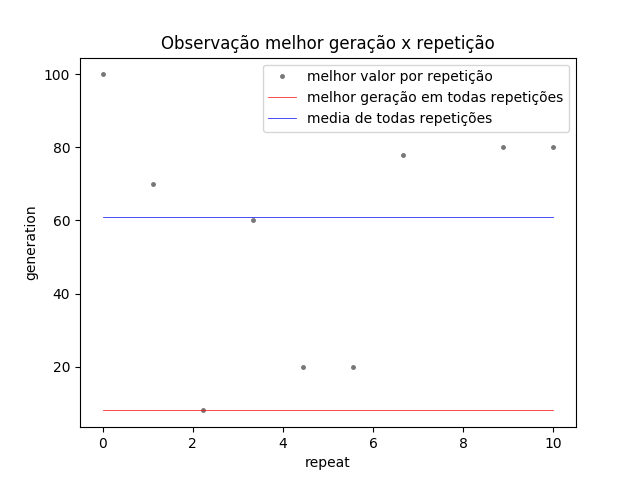 Observação melhor geração x repetição
melhor valor por repetição
melhor geração em todas repetições
media de todas repetições
100
80
60
40
20
generation
0 2 4 6 8 10
repeat